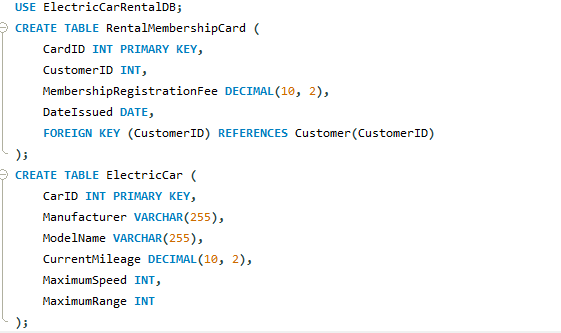 USE ElectricCarRentalDB;
CREATE TABLE RentalMembershipCard (
CardID INT PRIMARY KEY,
CustomerID INT,
MembershipRegistrationFee DECIMAL(10, 2),
DateIssued DATE,
FOREIGN KEY (CustomerID) REFERENCES Customer(CustomerID)
);
CREATE TABLE ElectricCar (
CarID INT PRIMARY KEY,
Manufacturer VARCHAR(255),
ModelName VARCHAR(255),
CurrentMileage DECIMAL(10, 2),
MaximumSpeed INT,
MaximumRange INT
);